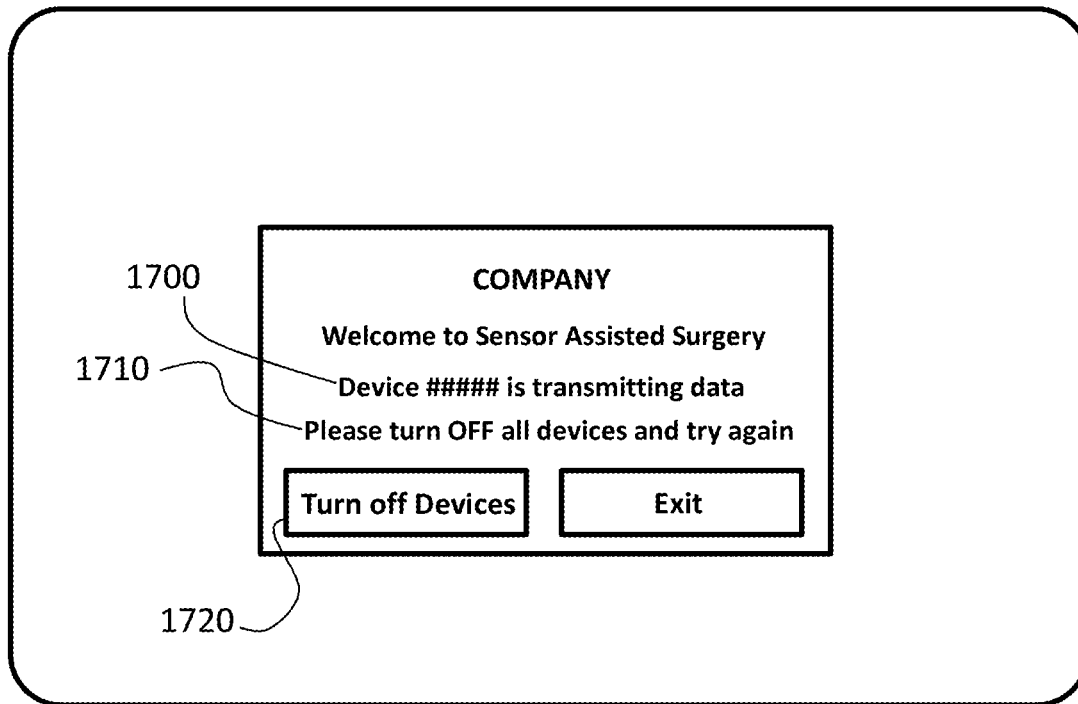 COMPANY
1700
Welcome to Sensor Assisted Surgery
1710
Device ##### is transmitting data
Please turn OFF all devices and try again
Turn off Devices
Exit
1720